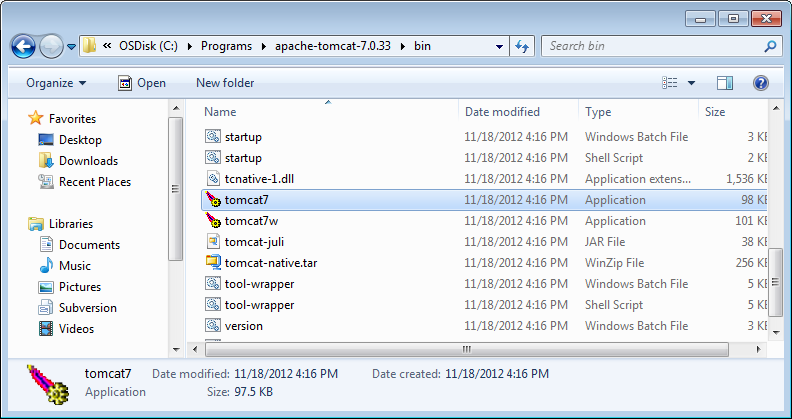 « OSDisk (C:) ▸ Programs ▸ apache-tomcat-7.0.33 ▸ bin Search bin
Organize Open New folder
Name Date modified Type Size
Favorites
Desktop
Downloads
Recent Places
Libraries
Documents
Music
Pictures
Subversion
Videos
startup 11/18/2012 4:16 PM Windows Batch File 3 KB
startup 11/18/2012 4:16 PM Shell Script 2 KB
tcnative-1.dll 11/18/2012 4:16 PM Application extens... 1,536 KB
tomcat7 11/18/2012 4:16 PM Application 98 KB
tomcat7w 11/18/2012 4:16 PM Application 101 KB
tomcat-juli 11/18/2012 4:16 PM JAR File 38 KB
tomcat-native.tar 11/18/2012 4:16 PM WinZip File 256 KB
tool-wrapper 11/18/2012 4:16 PM Windows Batch File 5 KB
tool-wrapper 11/18/2012 4:16 PM Shell Script 5 KB
version 11/18/2012 4:16 PM Windows Batch File 3 KB
tomcat7 Date modified: 11/18/2012 4:16 PM Date created: 11/18/2012 4:16 PM
Application Size: 97.5 KB